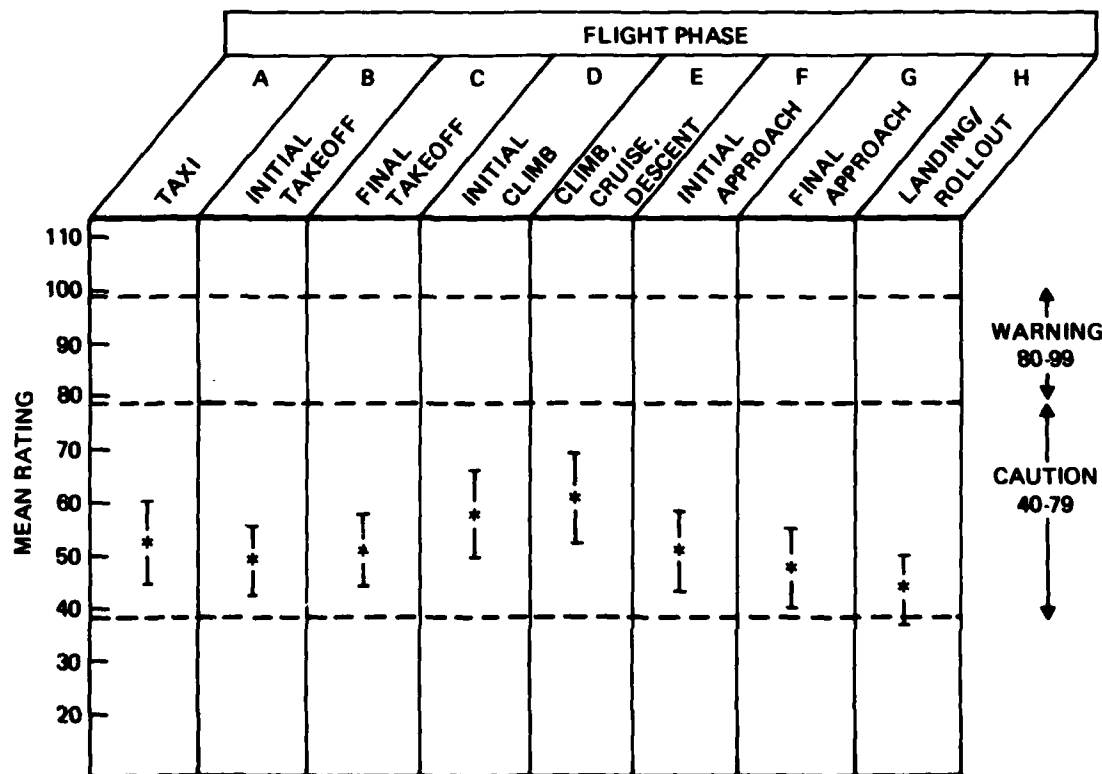 FLIGHT PHASE
A B C D E F G H
TAXI
INITIAL
TAKEOFF
FINAL
TAKEOFF
INITIAL
CLIMB
CLIMB,
CRUISE,
DESCENT
INITIAL
APPROACH
FINAL
APPROACH
LANDING/
ROLLOUT
MEAN RATING
110
100
90
80
70
60
50
40
30
20
WARNING
80-99
CAUTION
40-79